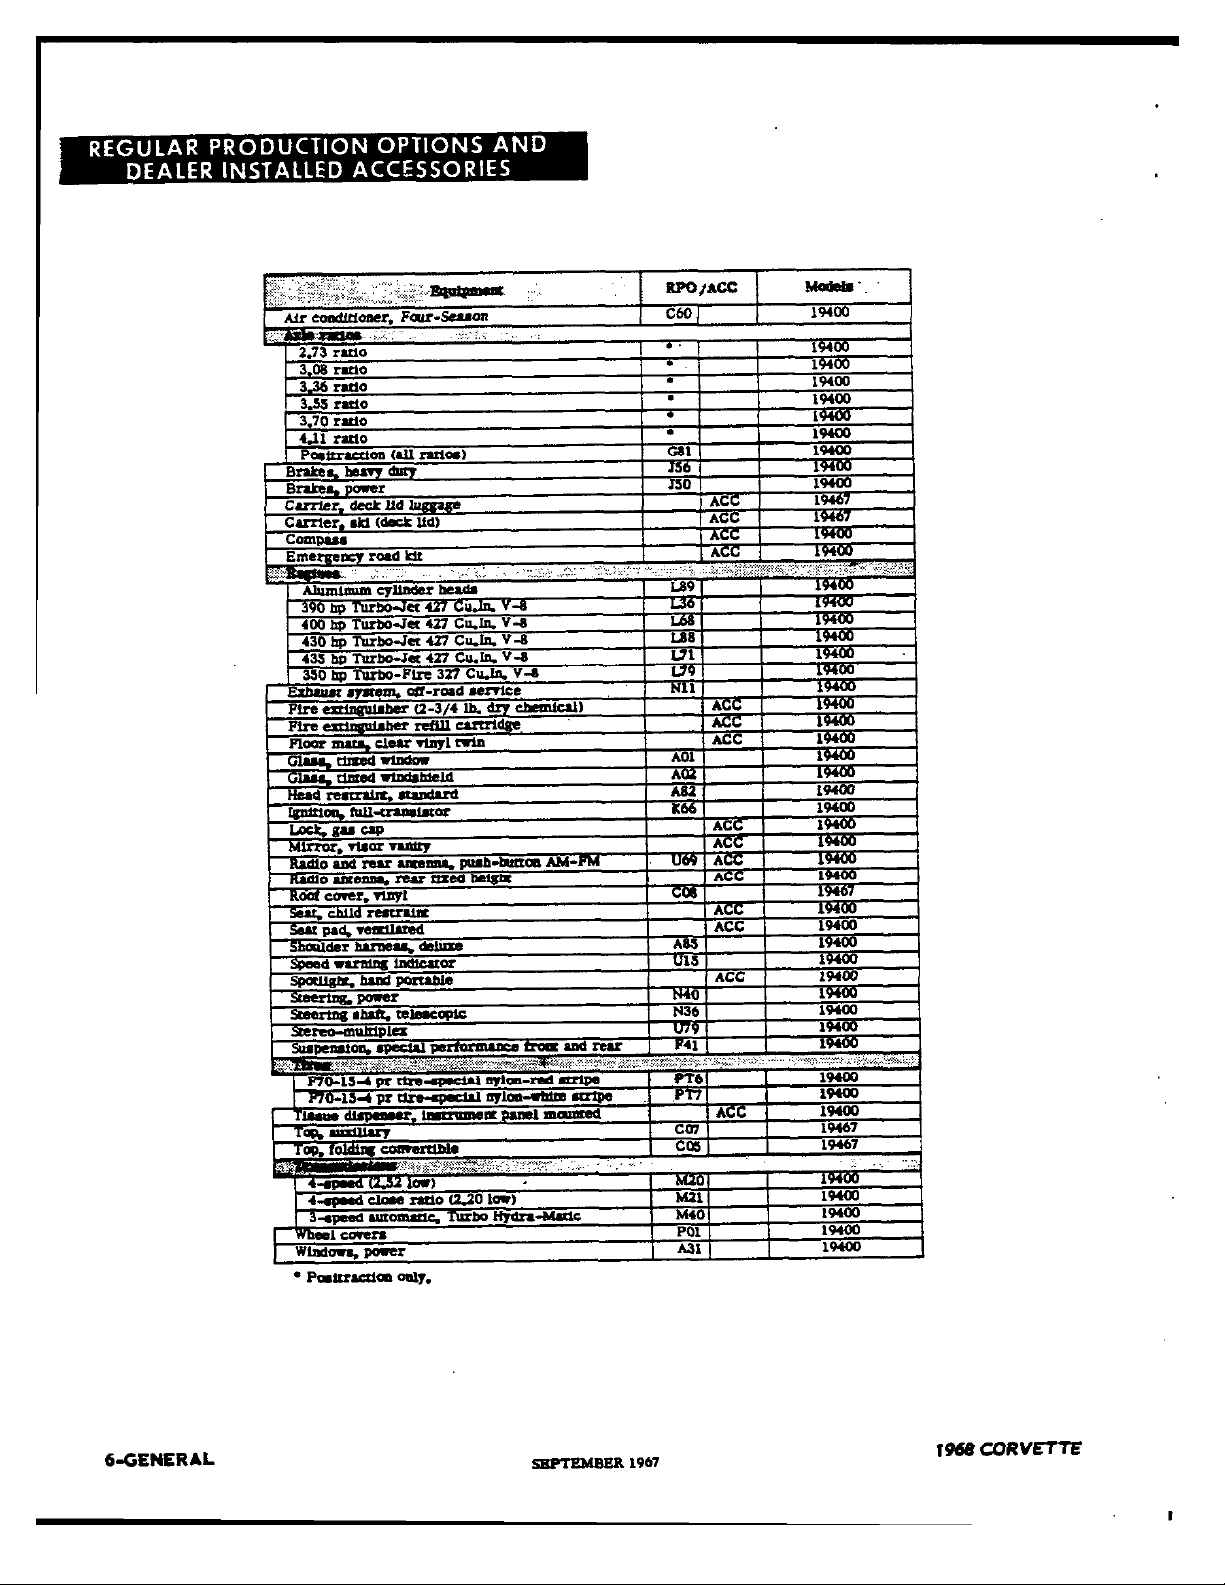 REGULAR PRODUCTION OPTIONS AND
DEALER INSTALLED ACCESSORIES
Equipment RPO/ACC Models
Air conditioner, Four-Season C60 19400
Axle ratios
2.73 ratio * 19400
3.08 ratio * 19400
3.36 ratio * 19400
3.55 ratio * 19400
3.70 ratio * 19400
4.11 ratio * 19400
Positraction (all ratios) G81 19400
Brakes, heavy duty J56 19400
Brakes, power J50 19400
Carrier, deck lid luggage ACC 19467
Carrier, ski (deck lid) ACC 19467
Compass ACC 19400
Emergency road kit ACC 19400
Engines
Aluminum cylinder heads L89 19400
390 hp Turbo-Jet 427 Cu.In. V-8 L36 19400
400 hp Turbo-Jet 427 Cu.In. V-8 L68 19400
430 hp Turbo-Jet 427 Cu.In. V-8 L88 19400
435 hp Turbo-Jet 427 Cu.In. V-8 L71 19400
350 hp Turbo-Fire 327 Cu.In. V-8 L79 19400
Exhaust system, off-road service N11 19400
Fire extinguisher (2-3/4 lb. dry chemical) ACC 19400
Fire extinguisher refill cartridge ACC 19400
Floor mats, clear vinyl twin ACC 19400
Glass, tinted window A01 19400
Glass, tinted windshield A02 19400
Head restraint, standard A82 19400
Ignition, full-transistor K66 19400
Lock, gas cap ACC 19400
Mirror, visor vanity ACC 19400
Radio and rear antenna, push-button AM-FM U69 ACC 19400
Radio antenna, rear fixed height ACC 19400
Roof cover, vinyl C08 19467
Seat, child restraint ACC 19400
Seat pad, ventilated ACC 19400
Shoulder harness, deluxe A85 19400
Speed warning indicator U15 19400
Spotlight, hand portable ACC 19400
Steering, power N40 19400
Steering shaft, telescopic N36 19400
Stereo-multiplex U79 19400
Suspension, special performance front and rear F41 19400
Tires
F70-15-4 pr tire-special nylon-red stripe PT6 19400
F70-15-4 pr tire-special nylon-white stripe PT7 19400
Tissue dispenser, instrument panel mounted ACC 19400
Top, auxiliary C07 19467
Top, folding convertible C05 19467
Transmissions
4-speed (2.52 low) M20 19400
4-speed close ratio (2.20 low) M21 19400
3-speed automatic, Turbo Hydra-Matic M40 19400
Wheel covers P01 19400
Windows, power A31 19400
* Positraction only.
6-GENERAL SEPTEMBER 1967 1968 CORVETTE